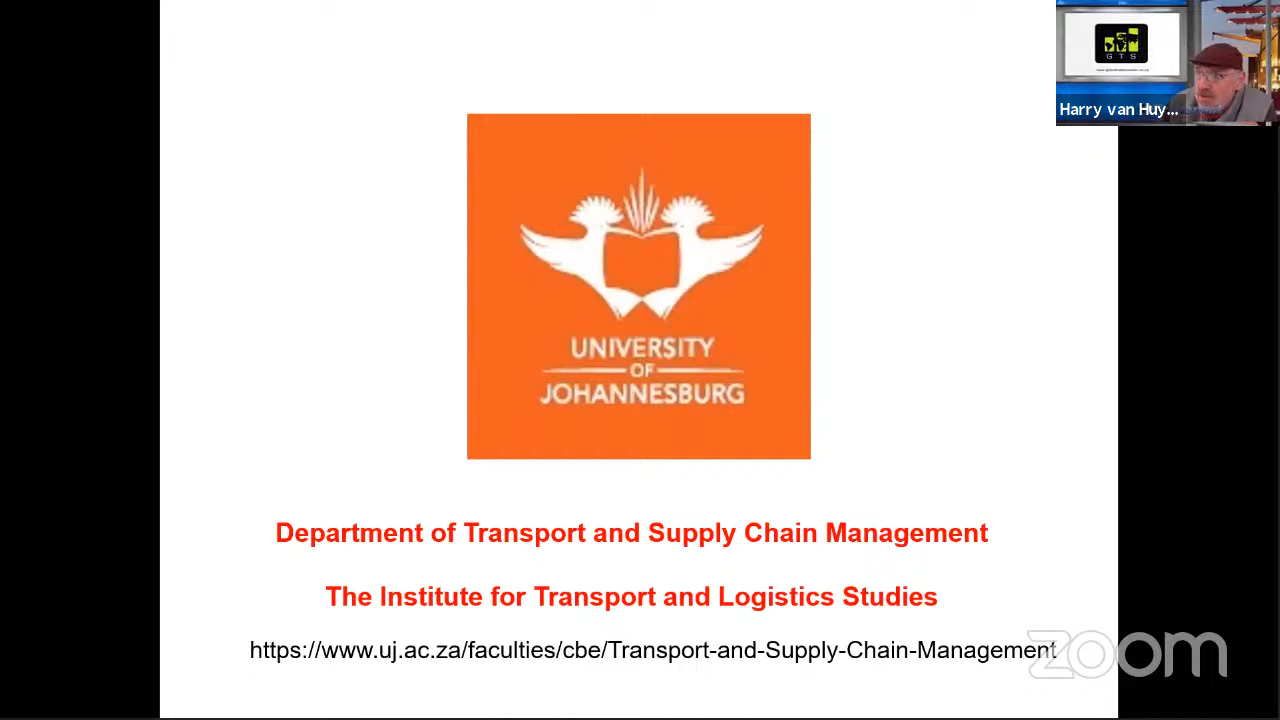 GTS
Harry van Huy...
UNIVERSITY
OF
JOHANNESBURG
Department of Transport and Supply Chain Management
The Institute for Transport and Logistics Studies
https://www.uj.ac.za/faculties/cbe/Transport-and-Supply-Chain-Management
zoom